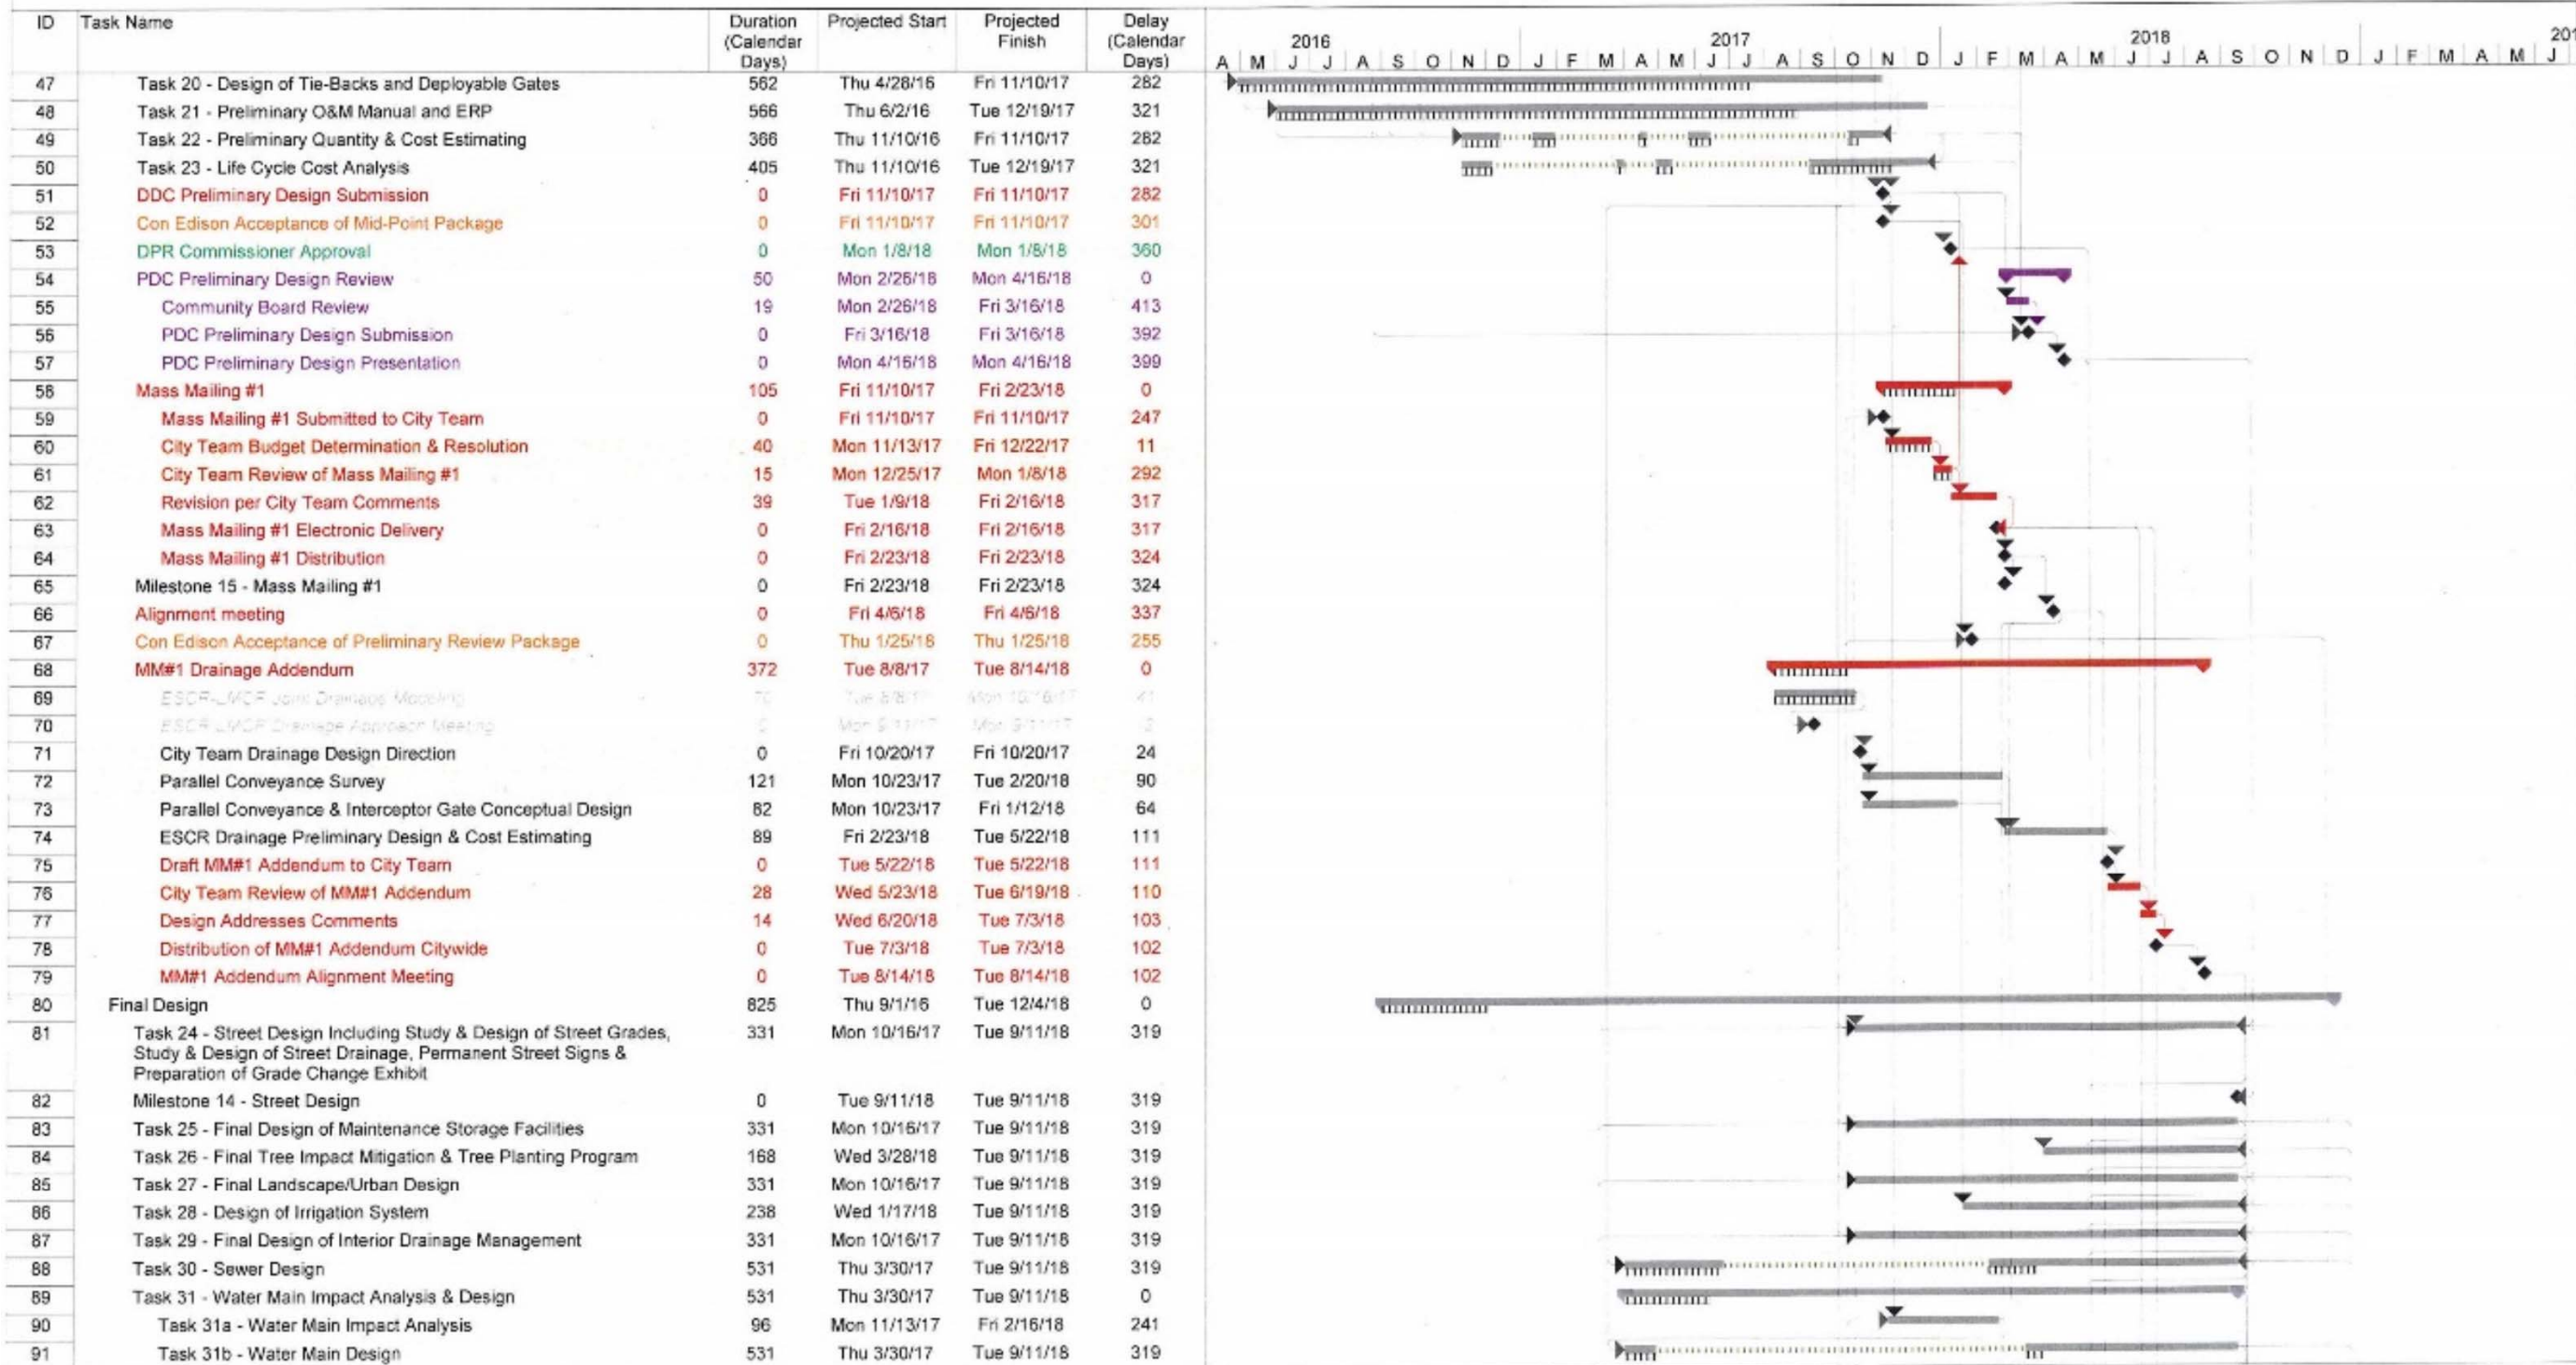 ID Task Name Duration (Calendar Days) Projected Start Projected Finish Delay (Calendar Days)
2016 2017 2018 201
A M J J A S O N D J F M A M J J A S O N D J F M A M J J A S O N D J F M A M J
47 Task 20 - Design of Tie-Backs and Deployable Gates 562 Thu 4/28/16 Fri 11/10/17 282
48 Task 21 - Preliminary O&M Manual and ERP 566 Thu 6/2/16 Tue 12/19/17 321
49 Task 22 - Preliminary Quantity & Cost Estimating 366 Thu 11/10/16 Fri 11/10/17 282
50 Task 23 - Life Cycle Cost Analysis 405 Thu 11/10/16 Tue 12/19/17 321
51 DDC Preliminary Design Submission 0 Fri 11/10/17 Fri 11/10/17 282
52 Con Edison Acceptance of Mid-Point Package 0 Fri 11/10/17 Fri 11/10/17 301
53 DPR Commissioner Approval 0 Mon 1/8/18 Mon 1/8/18 360
54 PDC Preliminary Design Review 50 Mon 2/26/18 Mon 4/16/18 0
55 Community Board Review 19 Mon 2/26/18 Fri 3/16/18 413
56 PDC Preliminary Design Submission 0 Fri 3/16/18 Fri 3/16/18 392
57 PDC Preliminary Design Presentation 0 Mon 4/16/18 Mon 4/16/18 399
58 Mass Mailing #1 105 Fri 11/10/17 Fri 2/23/18 0
59 Mass Mailing #1 Submitted to City Team 0 Fri 11/10/17 Fri 11/10/17 247
60 City Team Budget Determination & Resolution 40 Mon 11/13/17 Fri 12/22/17 11
61 City Team Review of Mass Mailing #1 15 Mon 12/25/17 Mon 1/8/18 292
62 Revision per City Team Comments 39 Tue 1/9/18 Fri 2/16/18 317
63 Mass Mailing #1 Electronic Delivery 0 Fri 2/16/18 Fri 2/16/18 317
64 Mass Mailing #1 Distribution 0 Fri 2/23/18 Fri 2/23/18 324
65 Milestone 15 - Mass Mailing #1 0 Fri 2/23/18 Fri 2/23/18 324
66 Alignment meeting 0 Fri 4/6/18 Fri 4/6/18 337
67 Con Edison Acceptance of Preliminary Review Package 0 Thu 1/25/18 Thu 1/25/18 255
68 MM#1 Drainage Addendum 372 Tue 8/8/17 Tue 8/14/18 0
69 Joint Drainage Modeling
70 Drainage Approach Meeting
71 City Team Drainage Design Direction 0 Fri 10/20/17 Fri 10/20/17 24
72 Parallel Conveyance Survey 121 Mon 10/23/17 Tue 2/20/18 90
73 Parallel Conveyance & Interceptor Gate Conceptual Design 82 Mon 10/23/17 Fri 1/12/18 64
74 ESCR Drainage Preliminary Design & Cost Estimating 89 Fri 2/23/18 Tue 5/22/18 111
75 Draft MM#1 Addendum to City Team 0 Tue 5/22/18 Tue 5/22/18 111
76 City Team Review of MM#1 Addendum 28 Wed 5/23/18 Tue 6/19/18 110
77 Design Addresses Comments 14 Wed 6/20/18 Tue 7/3/18 103
78 Distribution of MM#1 Addendum Citywide 0 Tue 7/3/18 Tue 7/3/18 102
79 MM#1 Addendum Alignment Meeting 0 Tue 8/14/18 Tue 8/14/18 102
80 Final Design 825 Thu 9/1/16 Tue 12/4/18 0
81 Task 24 - Street Design Including Study & Design of Street Grades, 331 Mon 10/16/17 Tue 9/11/18 319
Study & Design of Street Drainage, Permanent Street Signs &
Preparation of Grade Change Exhibit
82 Milestone 14 - Street Design 0 Tue 9/11/18 Tue 9/11/18 319
83 Task 25 - Final Design of Maintenance Storage Facilities 331 Mon 10/16/17 Tue 9/11/18 319
84 Task 26 - Final Tree Impact Mitigation & Tree Planting Program 168 Wed 3/28/18 Tue 9/11/18 319
85 Task 27 - Final Landscape/Urban Design 331 Mon 10/16/17 Tue 9/11/18 319
86 Task 28 - Design of Irrigation System 238 Wed 1/17/18 Tue 9/11/18 319
87 Task 29 - Final Design of Interior Drainage Management 331 Mon 10/16/17 Tue 9/11/18 319
88 Task 30 - Sewer Design 531 Thu 3/30/17 Tue 9/11/18 319
89 Task 31 - Water Main Impact Analysis & Design 531 Thu 3/30/17 Tue 9/11/18 0
90 Task 31a - Water Main Impact Analysis 96 Mon 11/13/17 Fri 2/16/18 241
91 Task 31b - Water Main Design 531 Thu 3/30/17 Tue 9/11/18 319